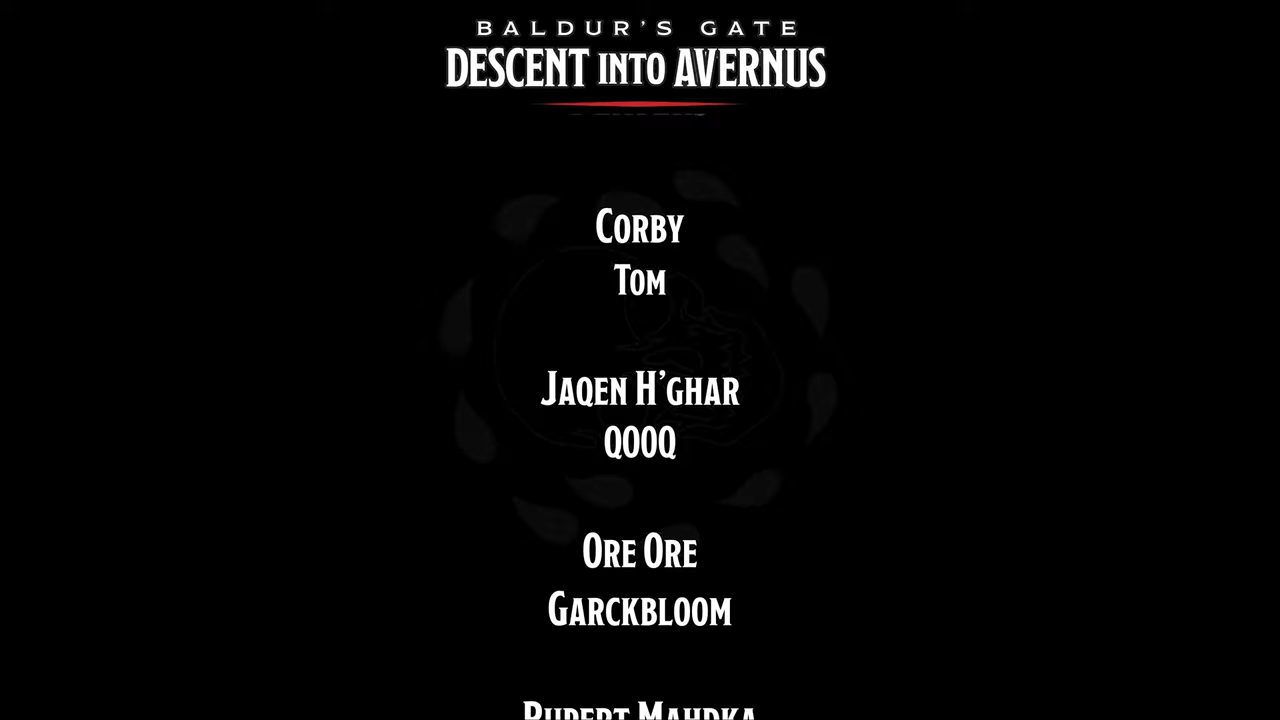 BALDUR'S GATE
DESCENT INTO AVERNUS
CORBY
TOM
JAQEN H'GHAR
QOOQ
ORE ORE
GARCKBLOOM